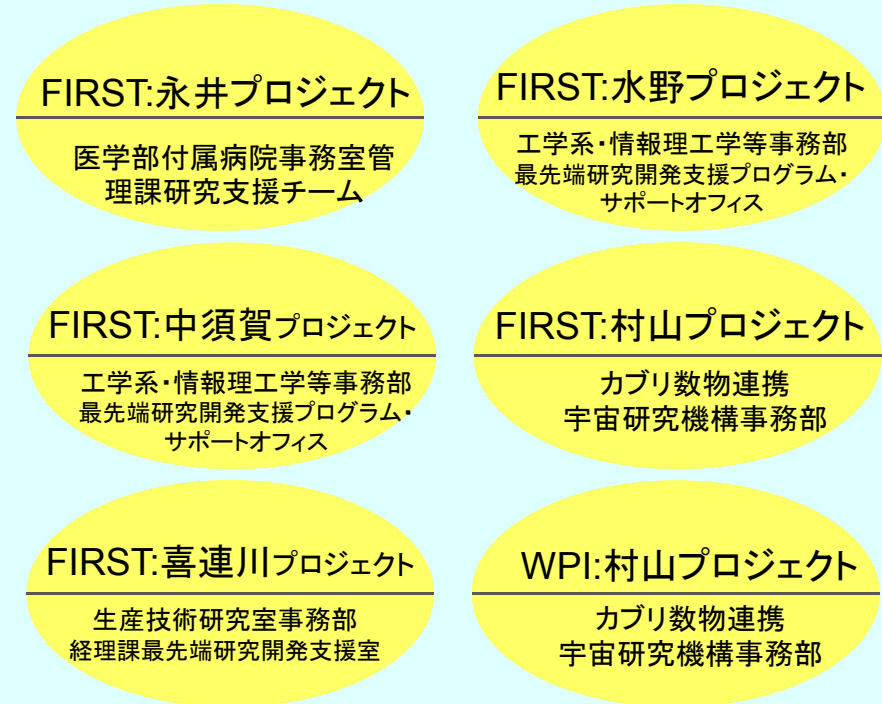 FIRST:永井プロジェクト
医学部付属病院事務室管
理課研究支援チーム
FIRST:水野プロジェクト
工学系・情報理工学等事務部
最先端研究開発支援プログラム・
サポートオフィス
FIRST:中須賀プロジェクト
工学系・情報理工学等事務部
最先端研究開発支援プログラム・
サポートオフィス
FIRST:村山プロジェクト
カブリ数物連携
宇宙研究機構事務部
FIRST:喜連川プロジェクト
生産技術研究室事務部
経理課最先端研究開発支援室
WPI:村山プロジェクト
カブリ数物連携
宇宙研究機構事務部